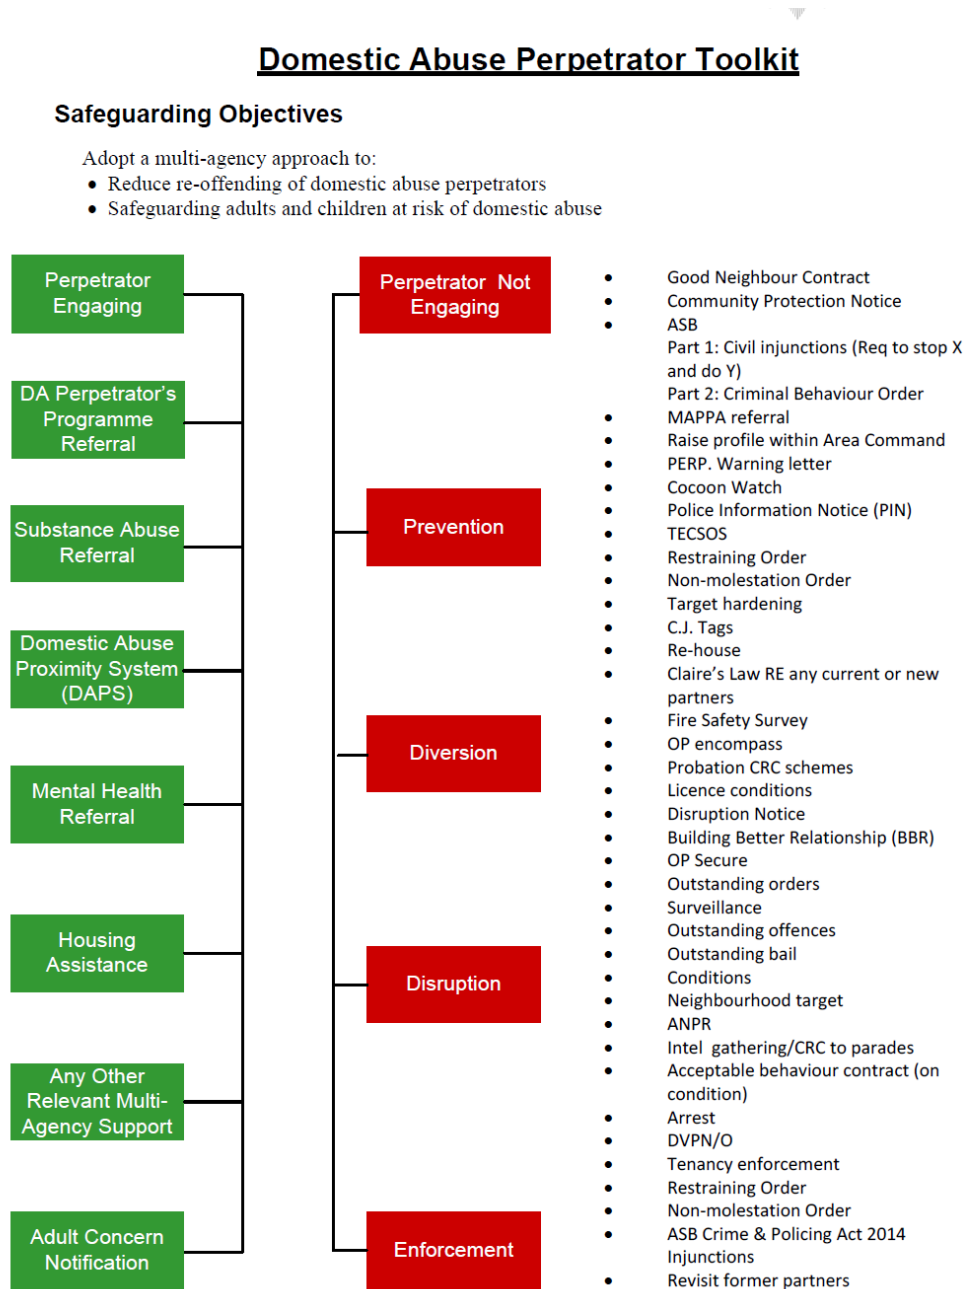 Domestic Abuse Perpetrator Toolkit
Safeguarding Objectives
Adopt a multi-agency approach to:
• Reduce re-offending of domestic abuse perpetrators
• Safeguarding adults and children at risk of domestic abuse
Perpetrator
Engaging
DA Perpetrator's
Programme
Referral
Substance Abuse
Referral
Domestic Abuse
Proximity System
(DAPS)
Mental Health
Referral
Housing
Assistance
Any Other
Relevant Multi-
Agency Support
Adult Concern
Notification
Perpetrator Not
Engaging
Prevention
Diversion
Disruption
Enforcement
• Good Neighbour Contract
• Community Protection Notice
• ASB
Part 1: Civil injunctions (Req to stop X
and do Y)
Part 2: Criminal Behaviour Order
• MAPPA referral
• Raise profile within Area Command
• PERP. Warning letter
• Cocoon Watch
• Police Information Notice (PIN)
• TECSOS
• Restraining Order
• Non-molestation Order
• Target hardening
• C.J. Tags
• Re-house
• Claire's Law RE any current or new
partners
• Fire Safety Survey
• OP encompass
• Probation CRC schemes
• Licence conditions
• Disruption Notice
• Building Better Relationship (BBR)
• OP Secure
• Outstanding orders
• Surveillance
• Outstanding offences
• Outstanding bail
• Conditions
• Neighbourhood target
• ANPR
• Intel gathering/CRC to parades
• Acceptable behaviour contract (on
condition)
• Arrest
• DVPN/O
• Tenancy enforcement
• Restraining Order
• Non-molestation Order
• ASB Crime & Policing Act 2014
Injunctions
• Revisit former partners